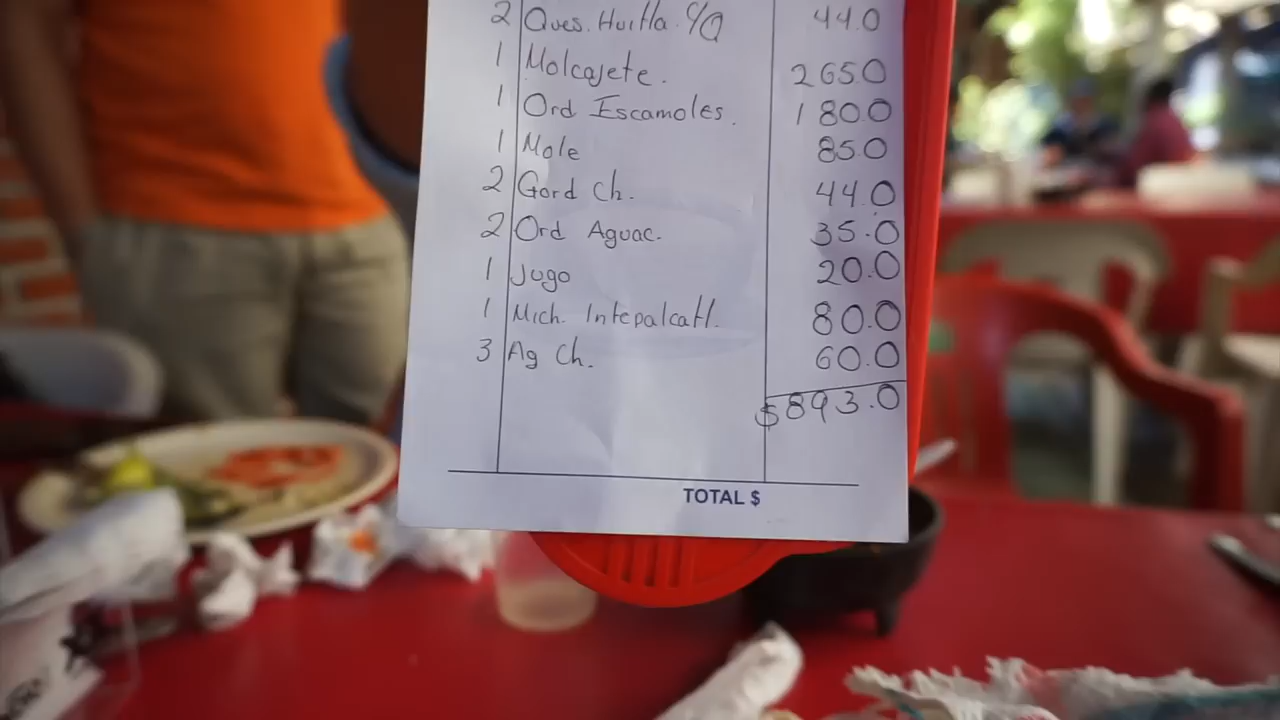 2 Ques. Huitla. c/Q 44.0
1 Molcajete. 265.0
1 Ord Escamoles. 180.0
1 Mole 85.0
2 Gord Ch. 44.0
2 Ord Aguac. 35.0
1 Jugo 20.0
1 Mich. Intepalcatl. 80.0
3 Ag Ch. 60.0
$893.0
TOTAL $